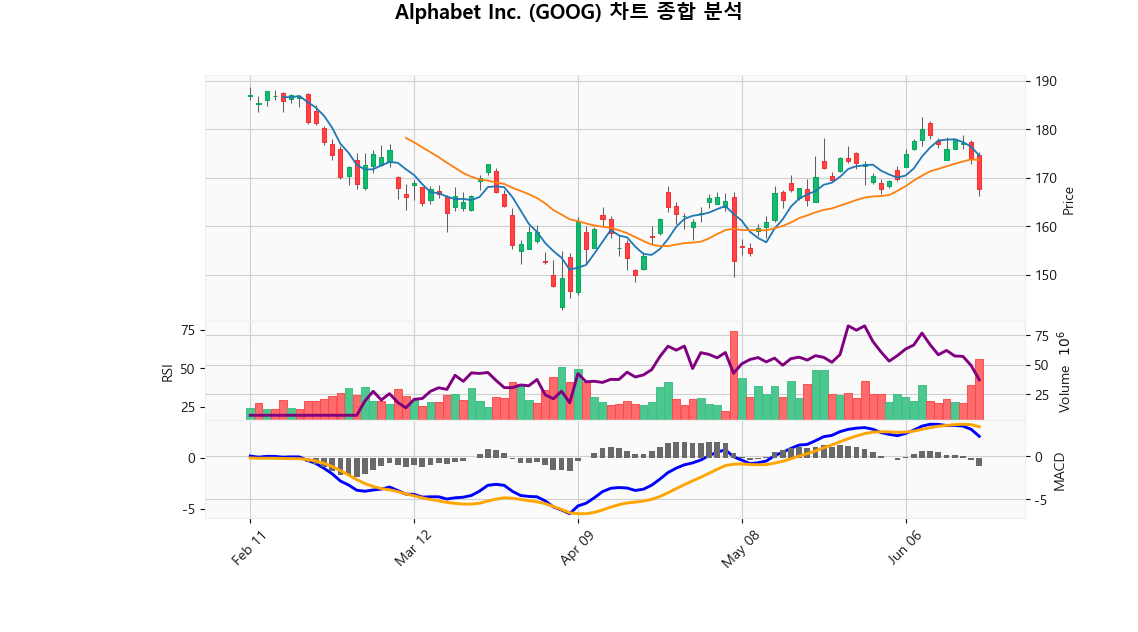 Alphabet Inc. (GOOG) 차트 종합 분석
190
180
170
160
150
Price
75
50
25
RSI
75
50
25
Volume 10⁶
0
-5
0
-5
MACD
Feb 11
Mar 12
Apr 09
May 08
Jun 06